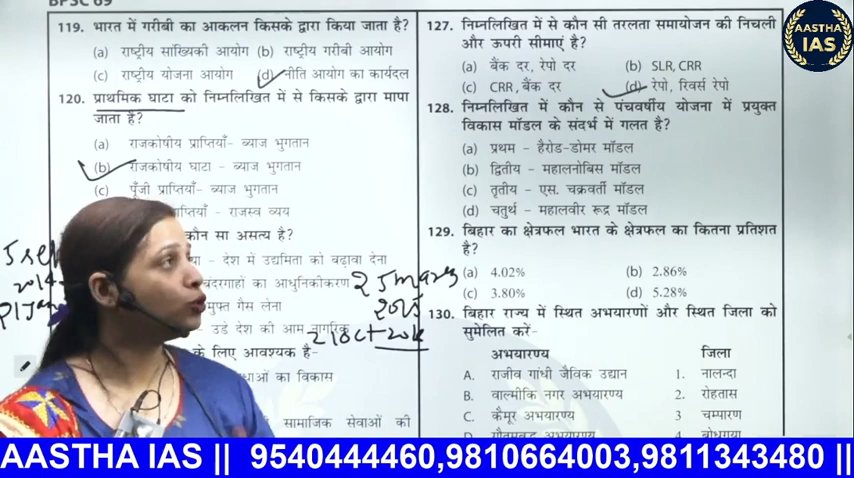 BPSC 69
AASTHA
IAS
119. भारत में गरीबी का आकलन किसके द्वारा किया जाता है?
(a) राष्ट्रीय सांख्यिकी आयोग (b) राष्ट्रीय गरीबी आयोग
(c) राष्ट्रीय योजना आयोग (d) नीति आयोग का कार्यदल
120. प्राथमिक घाटा को निम्नलिखित में से किसके द्वारा मापा
जाता है?
(a) राजकोषीय प्राप्तियाँ- ब्याज भुगतान
(b) राजकोषीय घाटा - ब्याज भुगतान
(c) पूँजी प्राप्तियाँ- ब्याज भुगतान
प्तियाँ - राजस्व व्यय
कौन सा असत्य है?
- देश में उद्यमिता को बढ़ावा देना
बंदरगाहों का आधुनिकीकरण
मुफ्त गैस लेना
- उड़े देश को आम नागरिक
के लिए आवश्यक है-
का विकास
सामाजिक सेवाओं की
2014
25 mars
2015
21 Oct 2016
127. निम्नलिखित में से कौन सी तरलता समायोजन की निचली
और ऊपरी सीमाएं है?
(a) बैंक दर, रेपो दर (b) SLR, CRR
(c) CRR, बैंक दर (d) रेपो, रिवर्स रेपो
128. निम्नलिखित में कौन से पंचवर्षीय योजना में प्रयुक्त
विकास मॉडल के संदर्भ में गलत है?
(a) प्रथम - हैरोड-डोमर मॉडल
(b) द्वितीय - महालनोबिस मॉडल
(c) तृतीय - एस. चक्रवर्ती मॉडल
(d) चतुर्थ - महालवीर रूद्र मॉडल
129. बिहार का क्षेत्रफल भारत के क्षेत्रफल का कितना प्रतिशत
है?
(a) 4.02% (b) 2.86%
(c) 3.80% (d) 5.28%
130. बिहार राज्य में स्थित अभयारणों और स्थित जिला को
सुमेलित करें-
अभयारण्य जिला
A. राजीव गांधी जैविक उद्यान 1. नालन्दा
B. वाल्मीकि नगर अभयारण्य 2. रोहतास
C. कैमूर अभयारण्य 3 चम्पारण
D. गौतमबुद्ध अभयारण्य 4. बोधगया
AASTHA IAS || 9540444460,9810664003,9811343480 ||